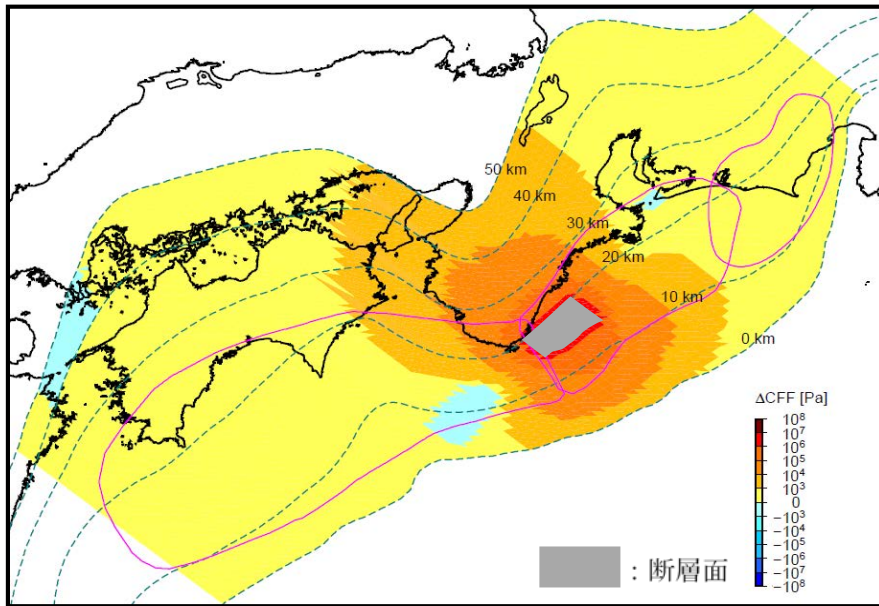 50 km
40 km
30 km
20 km
10 km
0 km
ΔCFF [Pa]
10⁸
10⁷
10⁶
10⁵
10⁴
10³
0
−10³
−10⁴
−10⁵
−10⁶
−10⁷
−10⁸
：断層面